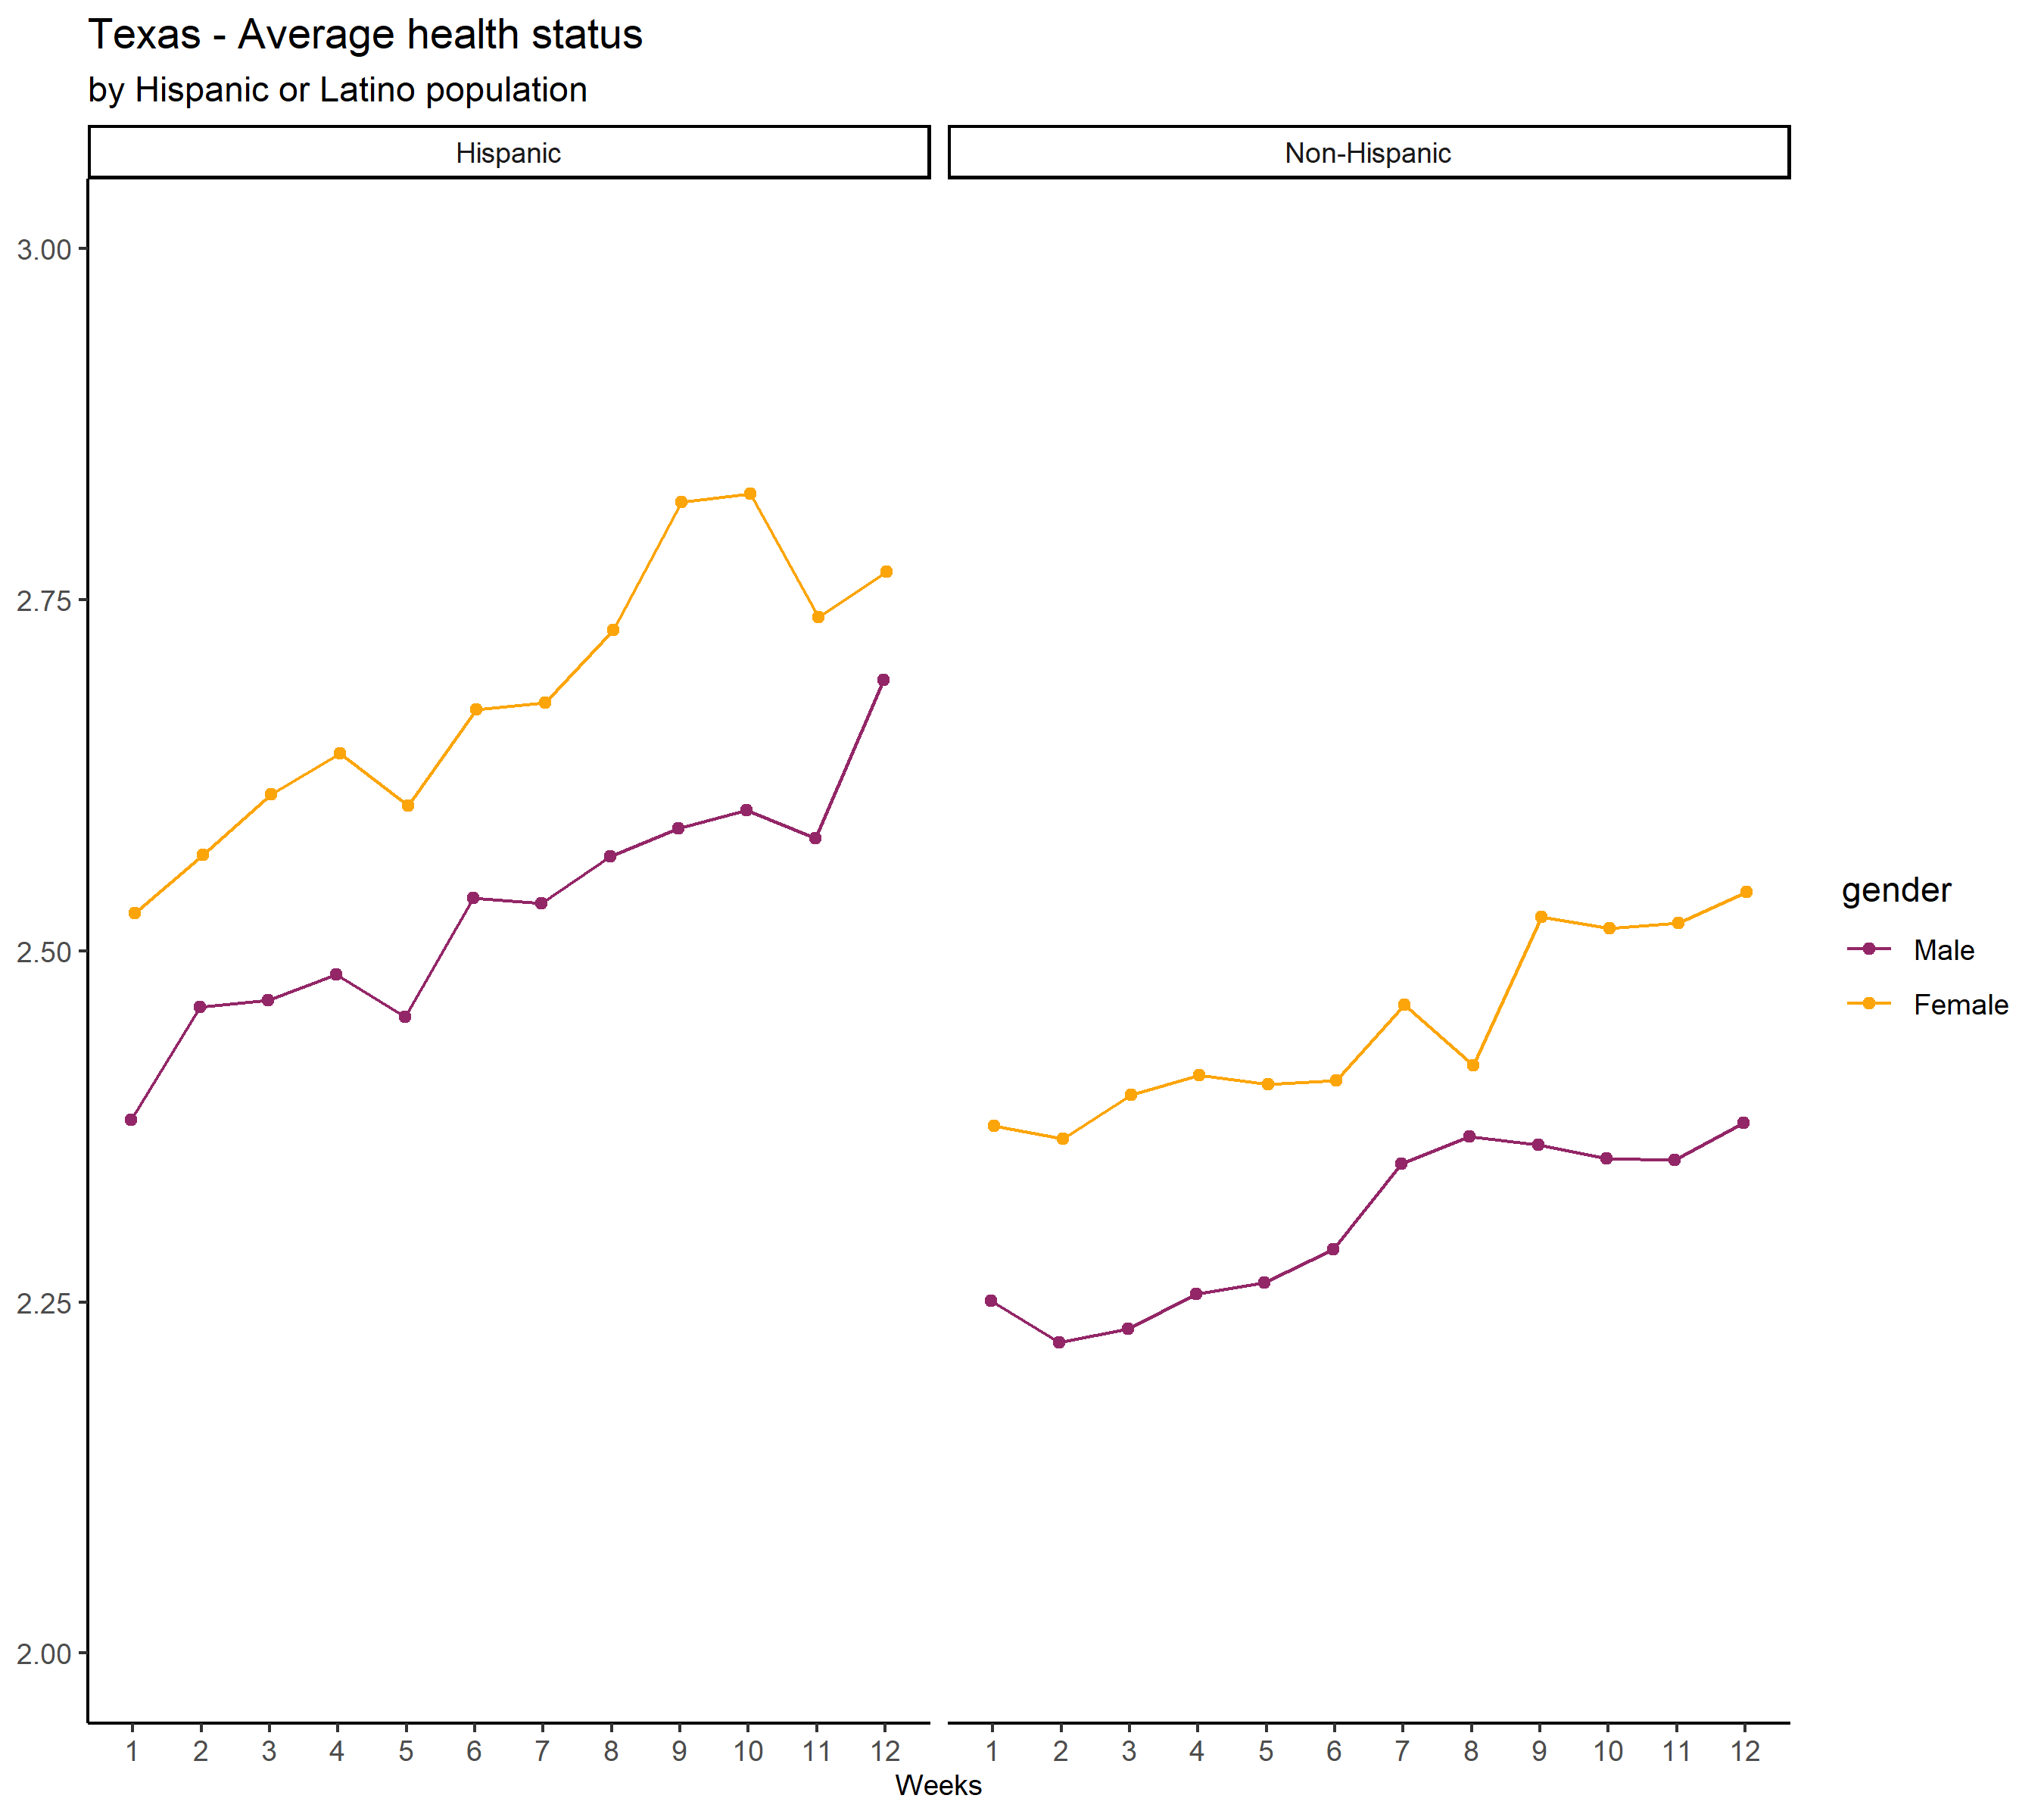 Texas - Average health status
by Hispanic or Latino population
Hispanic
Non-Hispanic
3.00
2.75
2.50
2.25
2.00
1 2 3 4 5 6 7 8 9 10 11 12
1 2 3 4 5 6 7 8 9 10 11 12
Weeks
gender
Male
Female